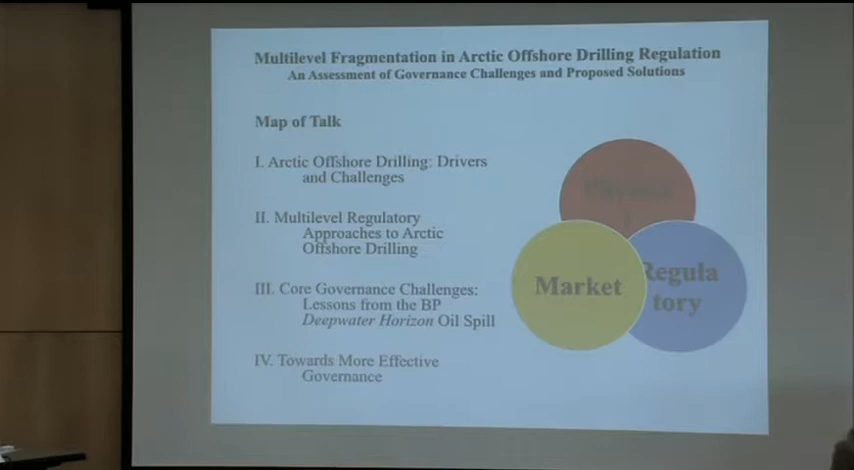 Multilevel Fragmentation in Arctic Offshore Drilling Regulation
An Assessment of Governance Challenges and Proposed Solutions
Map of Talk
I. Arctic Offshore Drilling: Drivers
and Challenges
II. Multilevel Regulatory
Approaches to Arctic
Offshore Drilling
III. Core Governance Challenges:
Lessons from the BP
Deepwater Horizon Oil Spill
IV. Towards More Effective
Governance
Market
Regula
tory